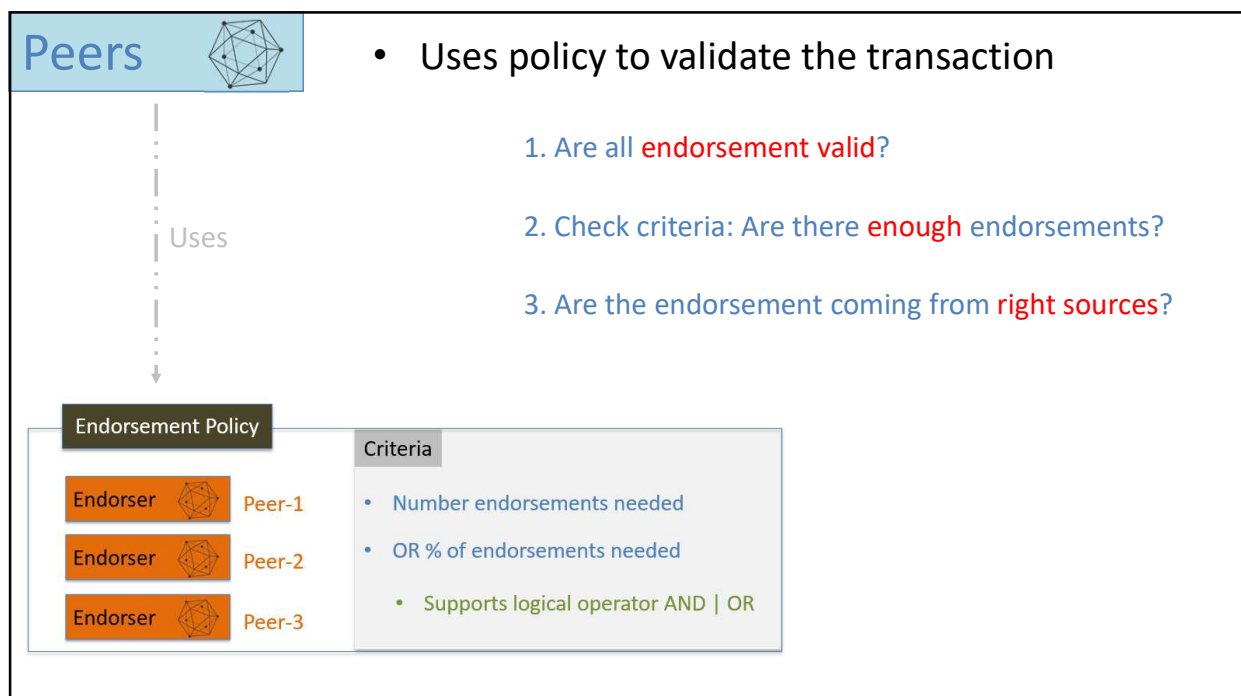 Peers
• Uses policy to validate the transaction
1. Are all endorsement valid?
2. Check criteria: Are there enough endorsements?
3. Are the endorsement coming from right sources?
Uses
Endorsement Policy
Endorser Peer-1
Endorser Peer-2
Endorser Peer-3
Criteria
• Number endorsements needed
• OR % of endorsements needed
• Supports logical operator AND | OR